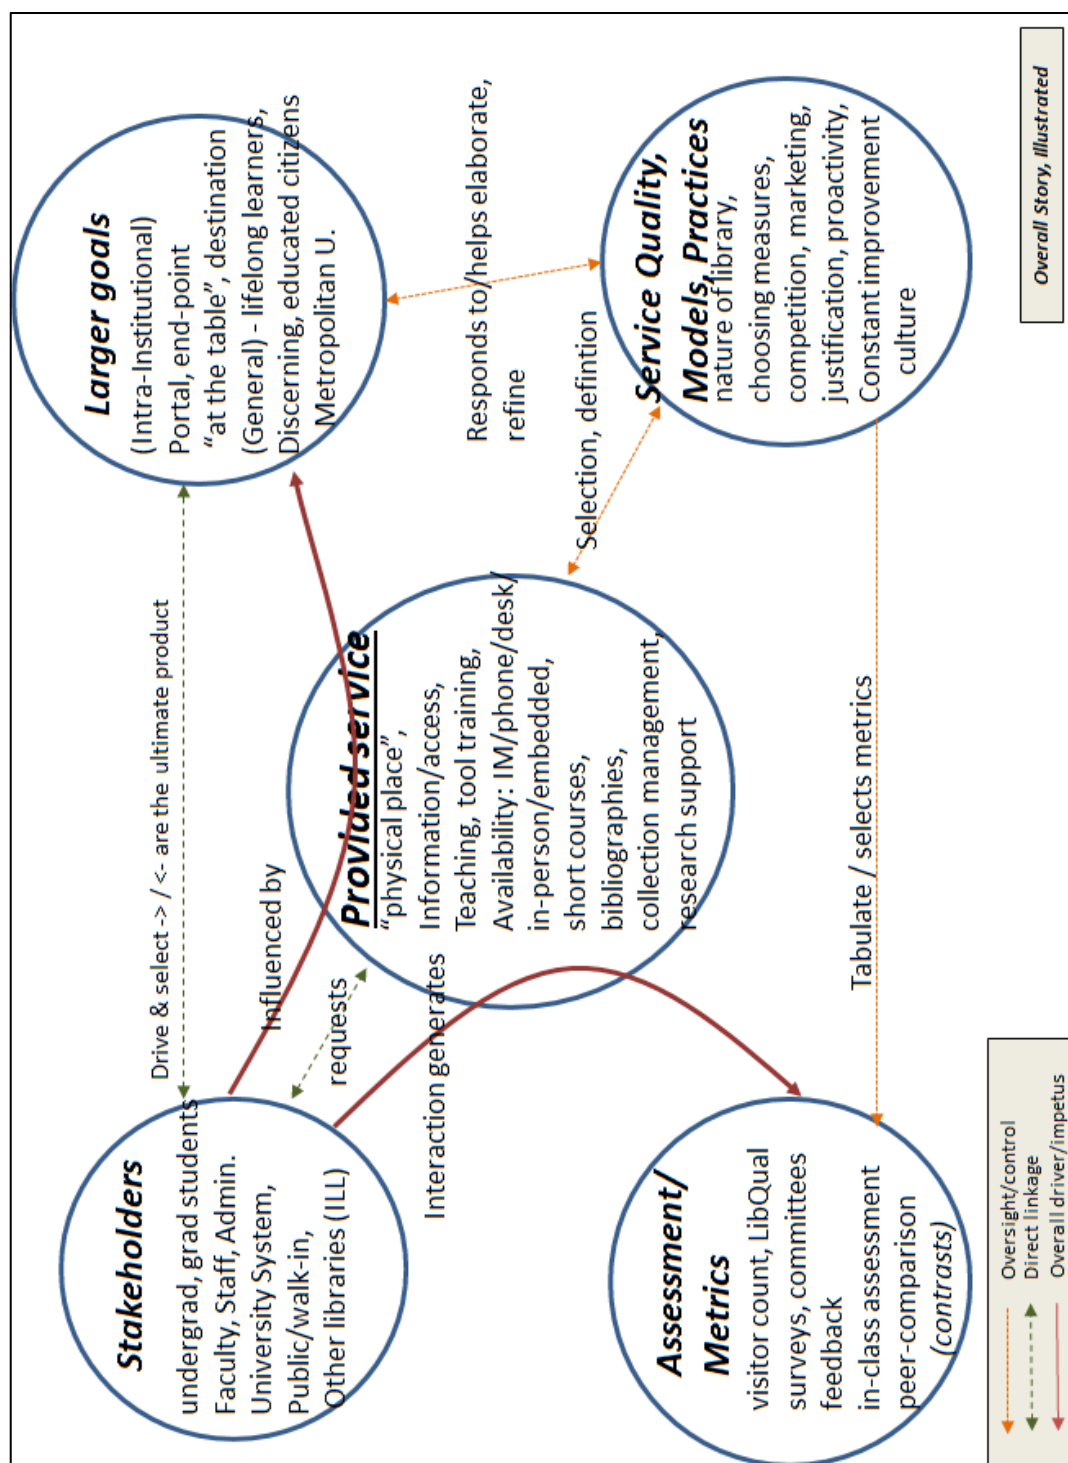 Stakeholders
undergrad, grad students
Faculty, Staff, Admin.
University System,
Public/walk-in,
Other libraries (ILL)
Drive & select -> / <- are the ultimate product
Influenced by
requests
Interaction generates
Larger goals
(Intra-Institutional)
Portal, end-point
“at the table”, destination
(General) - lifelong learners,
Discerning, educated citizens
Metropolitan U.
Provided service
“physical place”,
Information/access,
Teaching, tool training,
Availability: IM/phone/desk/
in-person/embedded,
short courses,
bibliographies,
collection management,
research support
Responds to/helps elaborate,
refine
Selection, defintion
Assessment/
Metrics
visitor count, LibQual
surveys, committees
feedback
in-class assessment
peer-comparison
(contrasts)
Tabulate / selects metrics
Service Quality,
Models, Practices
nature of library,
choosing measures,
competition, marketing,
justification, proactivity,
Constant improvement
culture
Oversight/control
Direct linkage
Overall driver/impetus
Overall Story, Illustrated